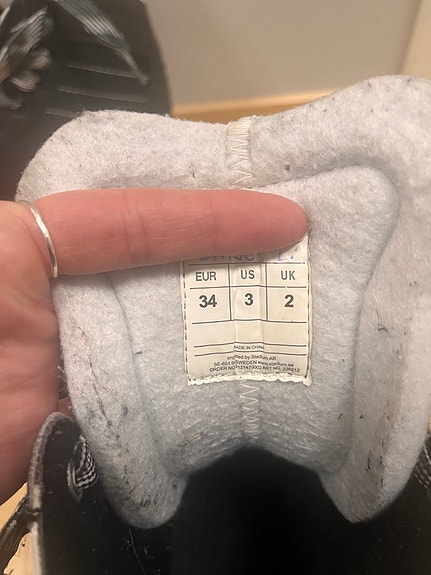 EUR US UK
34 3 2
MADE IN CHINA
Imported by Stadium AB
SE-601 6 SWEDEN www.stadium.se